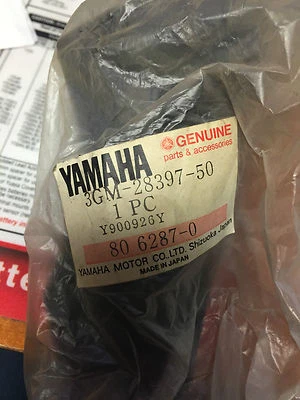 GENUINE
parts & accessories
YAMAHA
3GM-28397-50
1 PC
Y900926Y
80 6287-0
YAMAHA MOTOR CO.,LTD. Shizuoka, Japan
MADE IN JAPAN